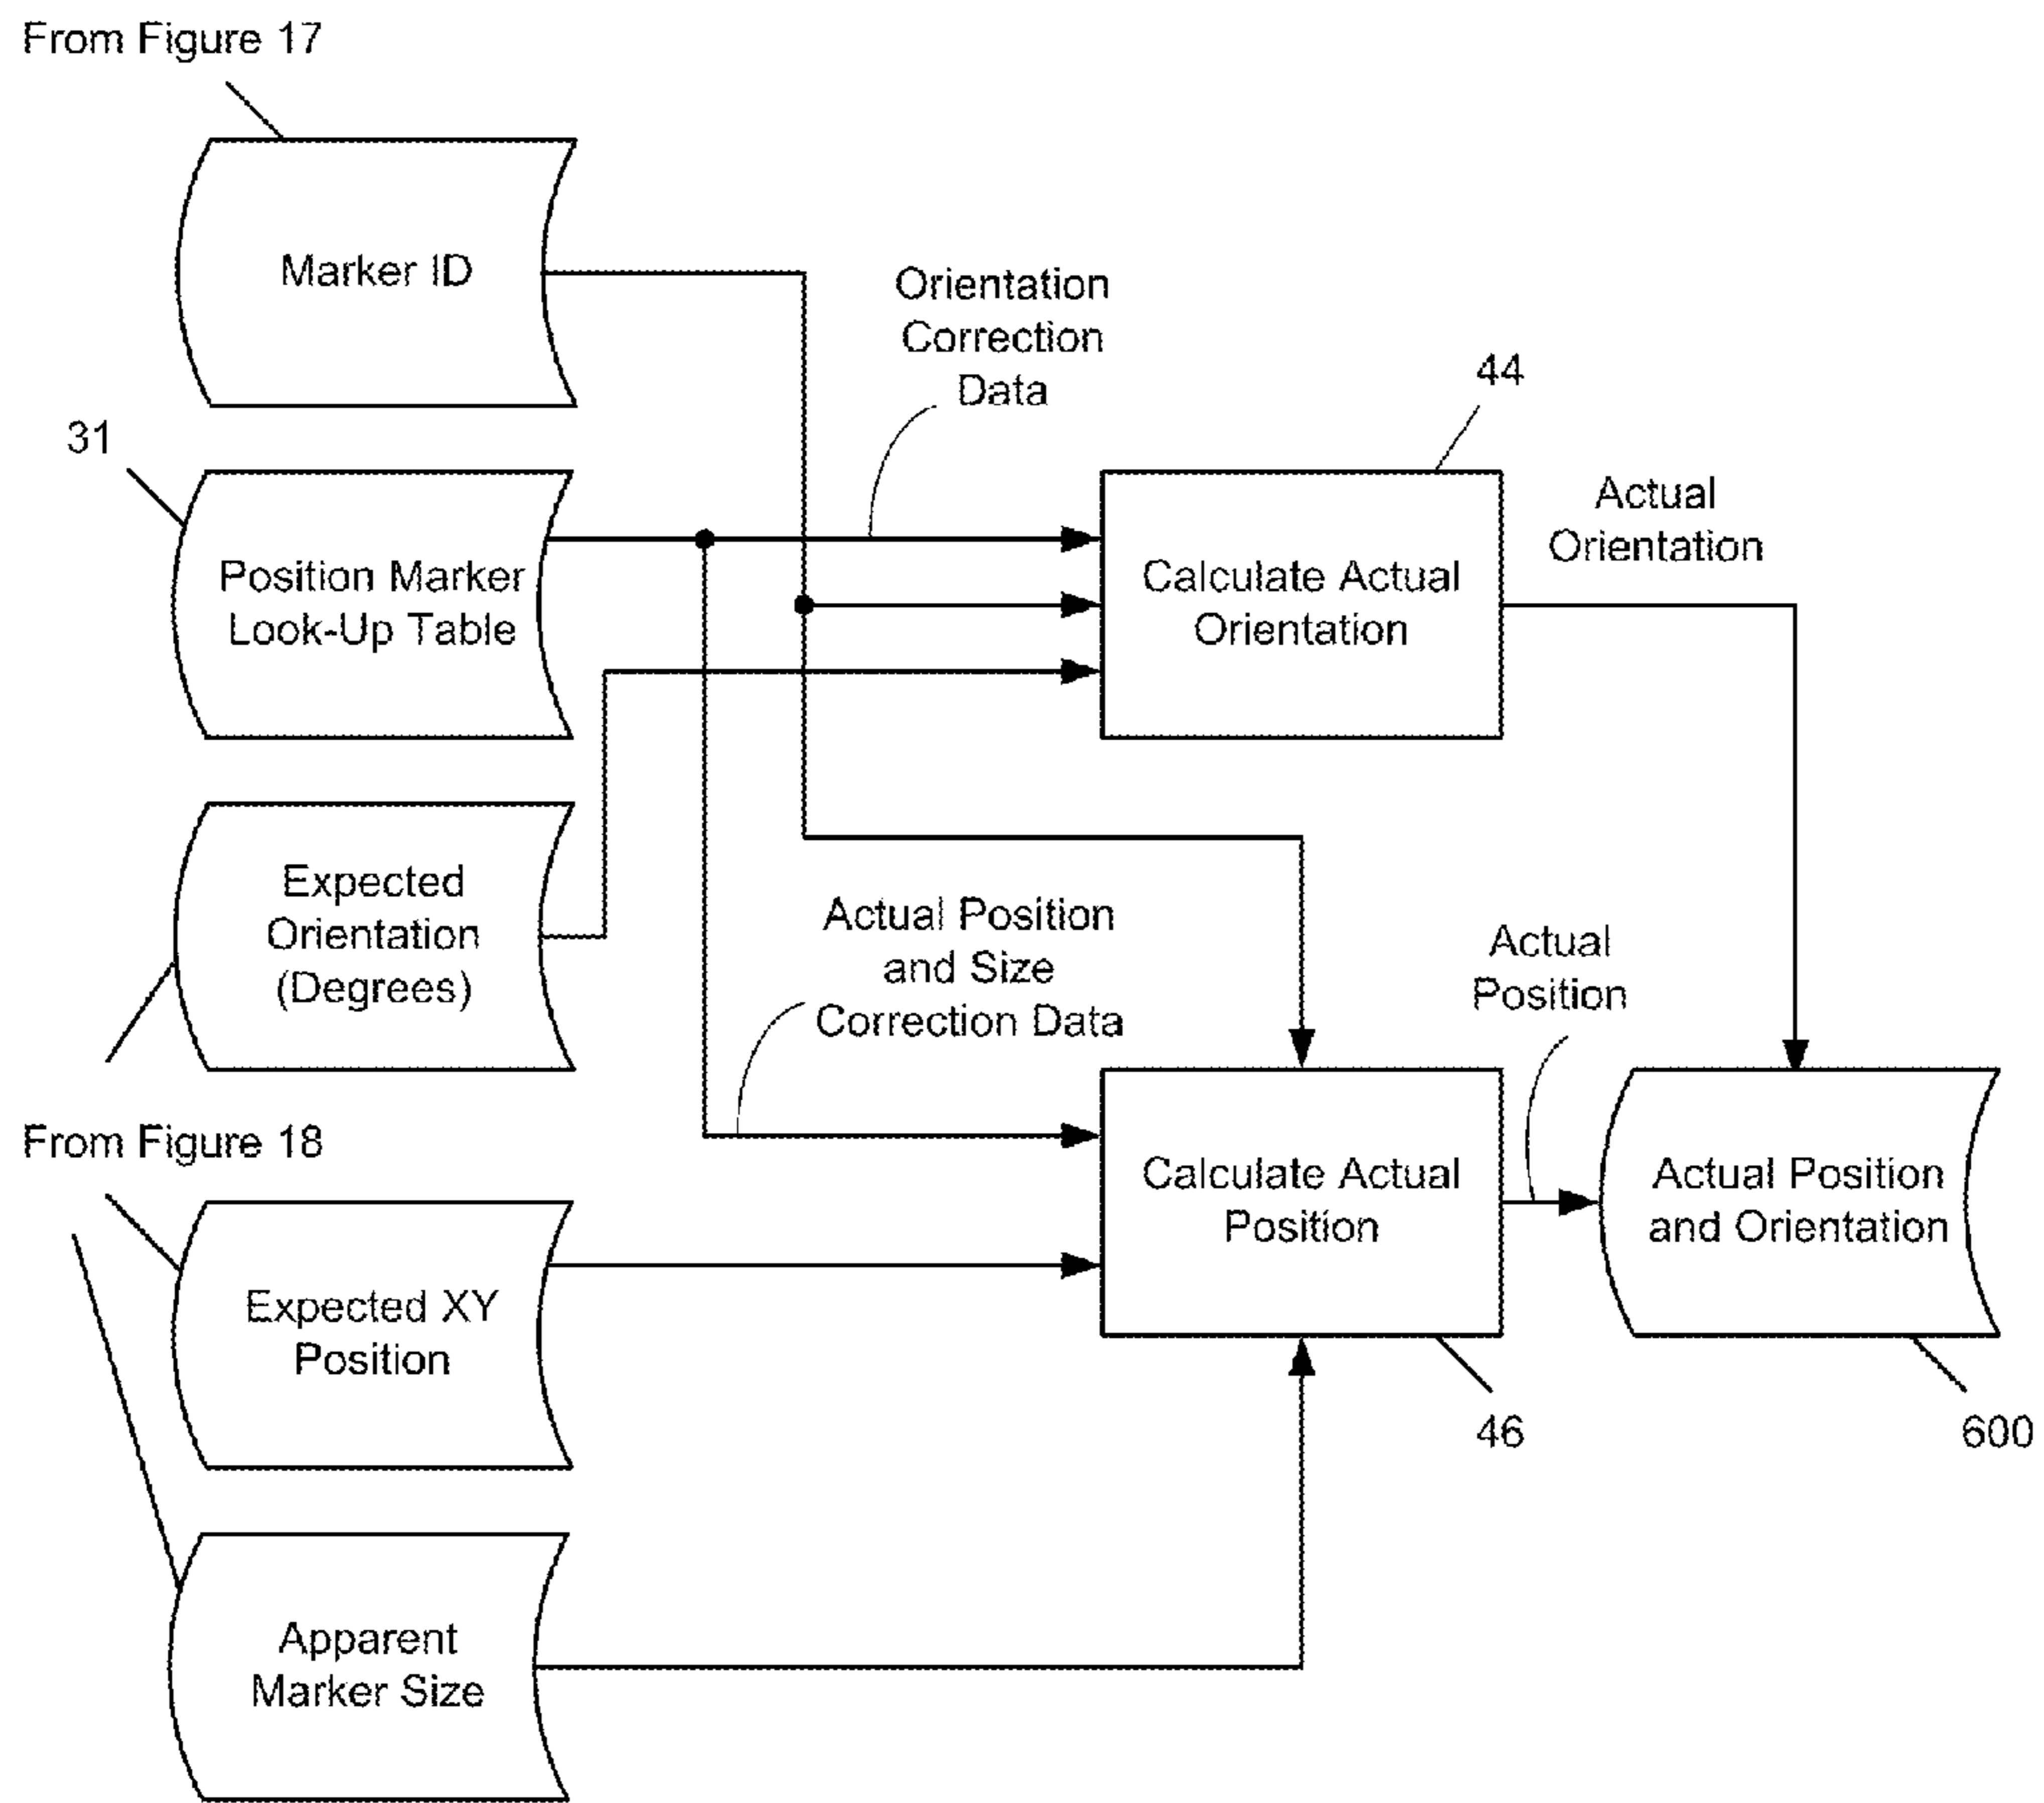 From Figure 17
Marker ID
Orientation
Correction
Data
44
31
Position Marker
Look-Up Table
Calculate Actual
Orientation
Actual
Orientation
Expected
Orientation
(Degrees)
Actual Position
and Size
Correction Data
Actual
Position
From Figure 18
Calculate Actual
Position
Actual Position
and Orientation
Expected XY
Position
46
600
Apparent
Marker Size